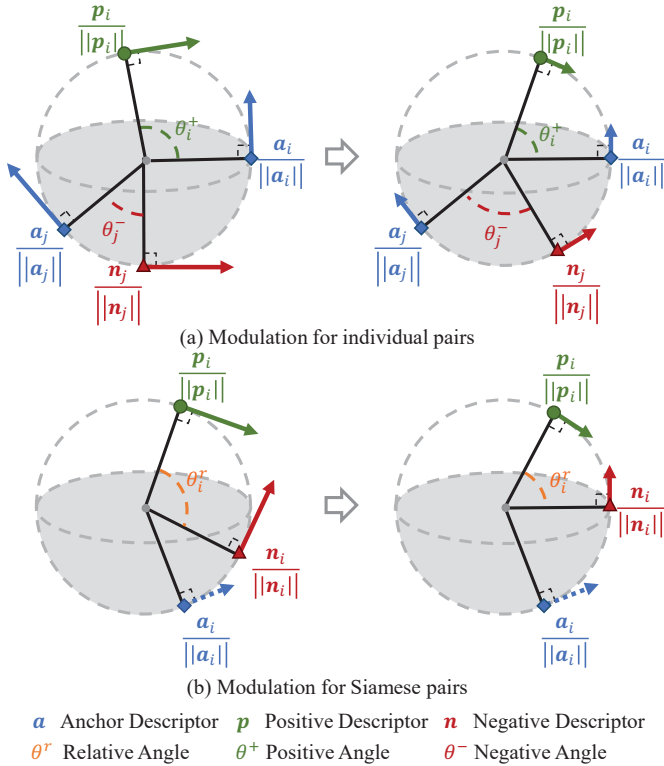 p_i
||p_i||
p_i
||p_i||
θ_i^+
a_i
||a_i||
θ_i^+
a_i
||a_i||
a_j
||a_j||
θ_j^-
n_j
||n_j||
a_j
||a_j||
θ_j^-
n_j
||n_j||
(a) Modulation for individual pairs
p_i
||p_i||
p_i
||p_i||
θ_i^r
θ_i^r
n_i
||n_i||
n_i
||n_i||
a_i
||a_i||
a_i
||a_i||
(b) Modulation for Siamese pairs
a Anchor Descriptor p Positive Descriptor n Negative Descriptor
θ^r Relative Angle θ^+ Positive Angle θ^- Negative Angle